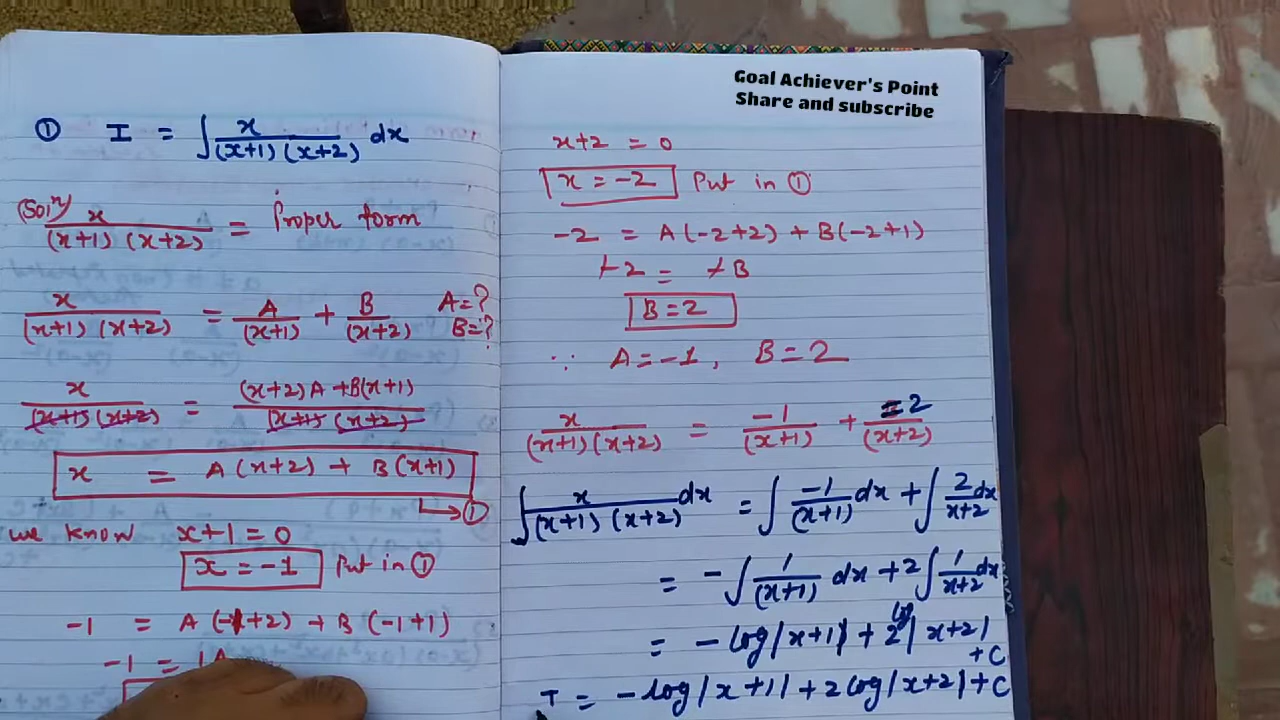 ① I = ∫ x/((x+1)(x+2)) dx
(Solⁿ) x/((x+1)(x+2)) = Proper form
x/((x+1)(x+2)) = A/(x+1) + B/(x+2) A=? B=?
x/((x+1)(x+2)) = ((x+2)A+B(x+1))/((x+1)(x+2))
x = A(x+2) + B(x+1)
→①
we know x+1=0
x=-1 Put in ①
-1 = A(-1+2) + B(-1+1)
-1 = 1A
Goal Achiever's Point
Share and subscribe
x+2 = 0
x=-2 Put in ①
-2 = A(-2+2) + B(-2+1)
-2 = -B
B=2
∵ A=-1, B=2
x/((x+1)(x+2)) = -1/(x+1) + 2/(x+2)
∫ x/((x+1)(x+2)) dx = ∫ -1/(x+1) dx + ∫ 2dx/(x+2)
= -∫ 1/(x+1) dx + 2∫ 1/(x+2) dx
= -log|x+1| + 2 log|x+2| + C
I = -log|x+1| + 2 log|x+2| + C